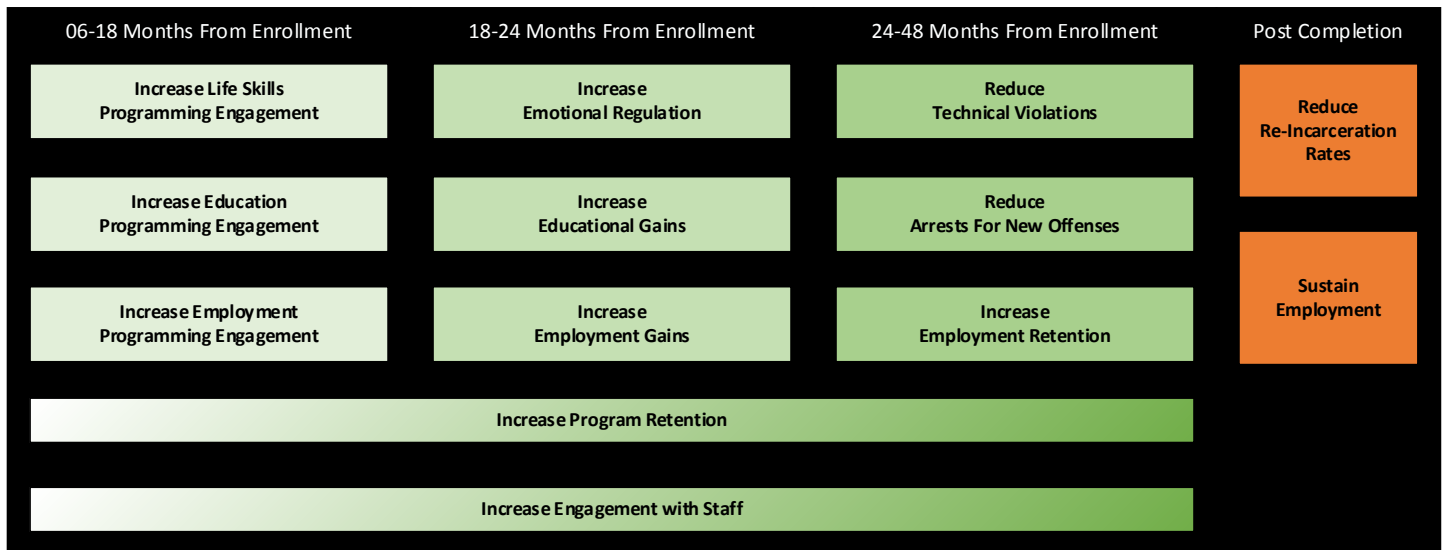 06-18 Months From Enrollment
18-24 Months From Enrollment
24-48 Months From Enrollment
Post Completion
Increase Life Skills
Programming Engagement
Increase
Emotional Regulation
Reduce
Technical Violations
Reduce
Re-Incarceration
Rates
Increase Education
Programming Engagement
Increase
Educational Gains
Reduce
Arrests For New Offenses
Sustain
Employment
Increase Employment
Programming Engagement
Increase
Employment Gains
Increase
Employment Retention
Increase Program Retention
Increase Engagement with Staff